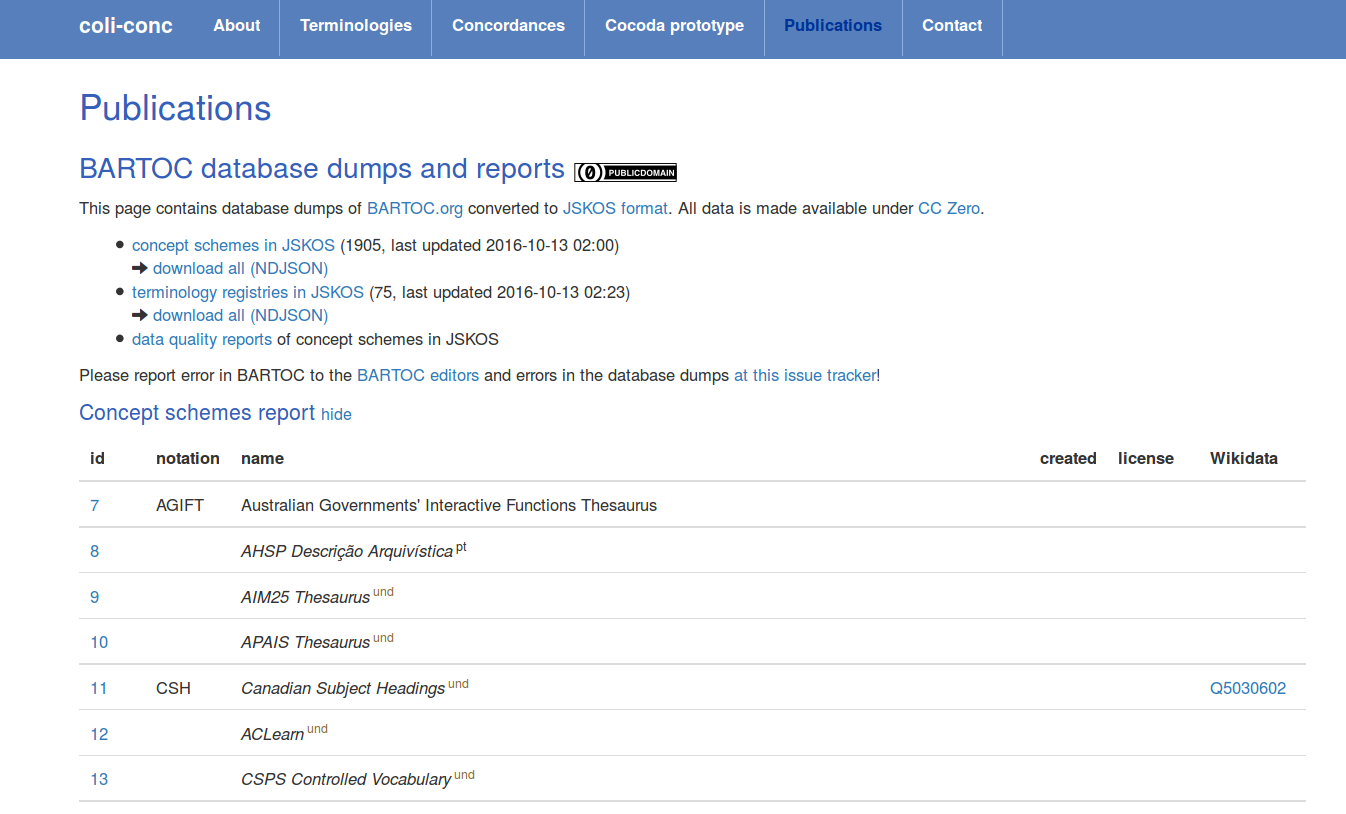 coli-conc About Terminologies Concordances Cocoda prototype Publications Contact
Publications
BARTOC database dumps and reports 0 PUBLICDOMAIN
This page contains database dumps of BARTOC.org converted to JSKOS format. All data is made available under CC Zero.
• concept schemes in JSKOS (1905, last updated 2016-10-13 02:00)
➜ download all (NDJSON)
• terminology registries in JSKOS (75, last updated 2016-10-13 02:23)
➜ download all (NDJSON)
• data quality reports of concept schemes in JSKOS
Please report error in BARTOC to the BARTOC editors and errors in the database dumps at this issue tracker!
Concept schemes report hide
id notation name created license Wikidata
7 AGIFT Australian Governments' Interactive Functions Thesaurus
8 AHSP Descrição Arquivística pt
9 AIM25 Thesaurus und
10 APAIS Thesaurus und
11 CSH Canadian Subject Headings und Q5030602
12 ACLearn und
13 CSPS Controlled Vocabulary und